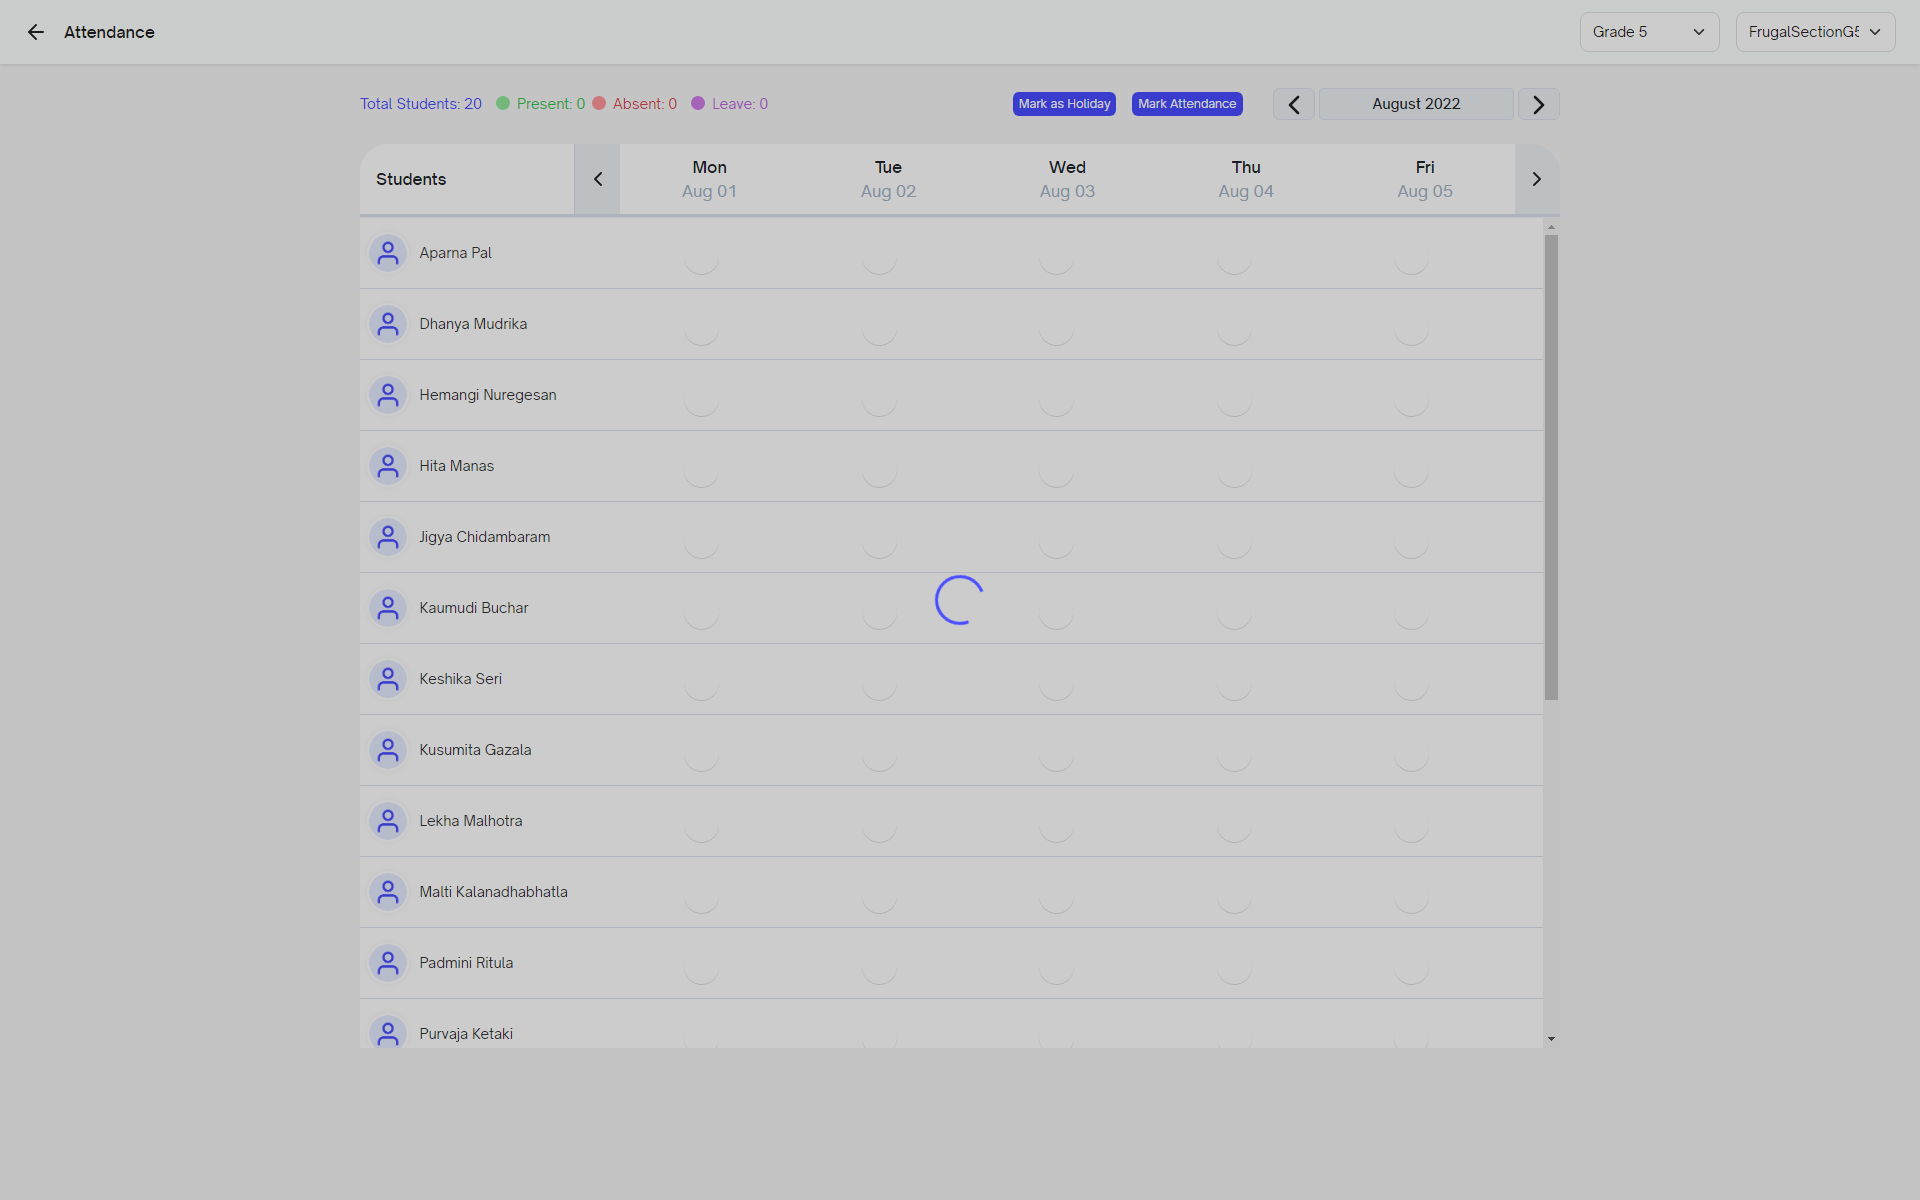 Attendance
Grade 5
FrugalSectionG5
Total Students: 20 Present: 0 Absent: 0 Leave: 0
Mark as Holiday
Mark Attendance
August 2022
Students
Mon Tue Wed Thu Fri
Aug 01 Aug 02 Aug 03 Aug 04 Aug 05
Aparna Pal
Dhanya Mudrika
Hemangi Nuregesan
Hita Manas
Jigya Chidambaram
Kaumudi Buchar
Keshika Seri
Kusumita Gazala
Lekha Malhotra
Malti Kalanadhabhatla
Padmini Ritula
Purvaja Ketaki